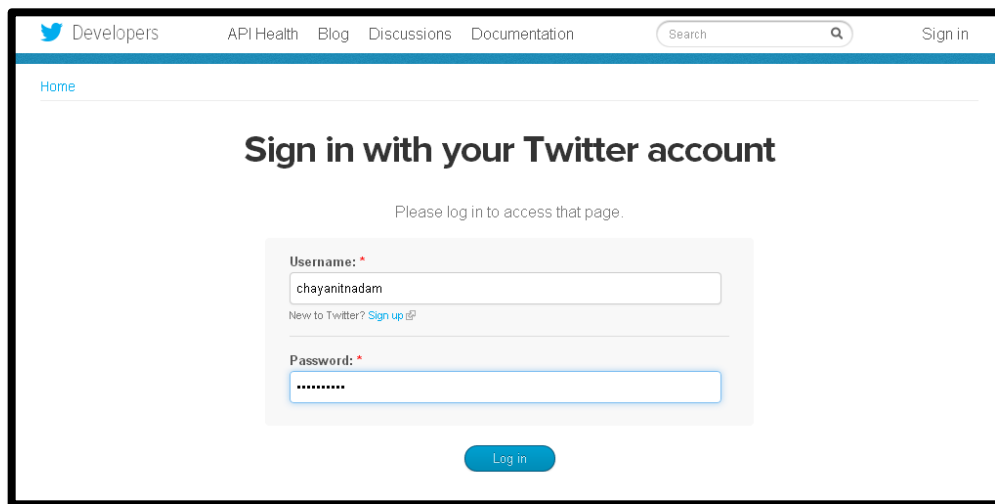 Developers API Health Blog Discussions Documentation Search Sign in
Home
Sign in with your Twitter account
Please log in to access that page.
Username: *
chayanitnadam
New to Twitter? Sign up
Password: *
••••••••••
Log in